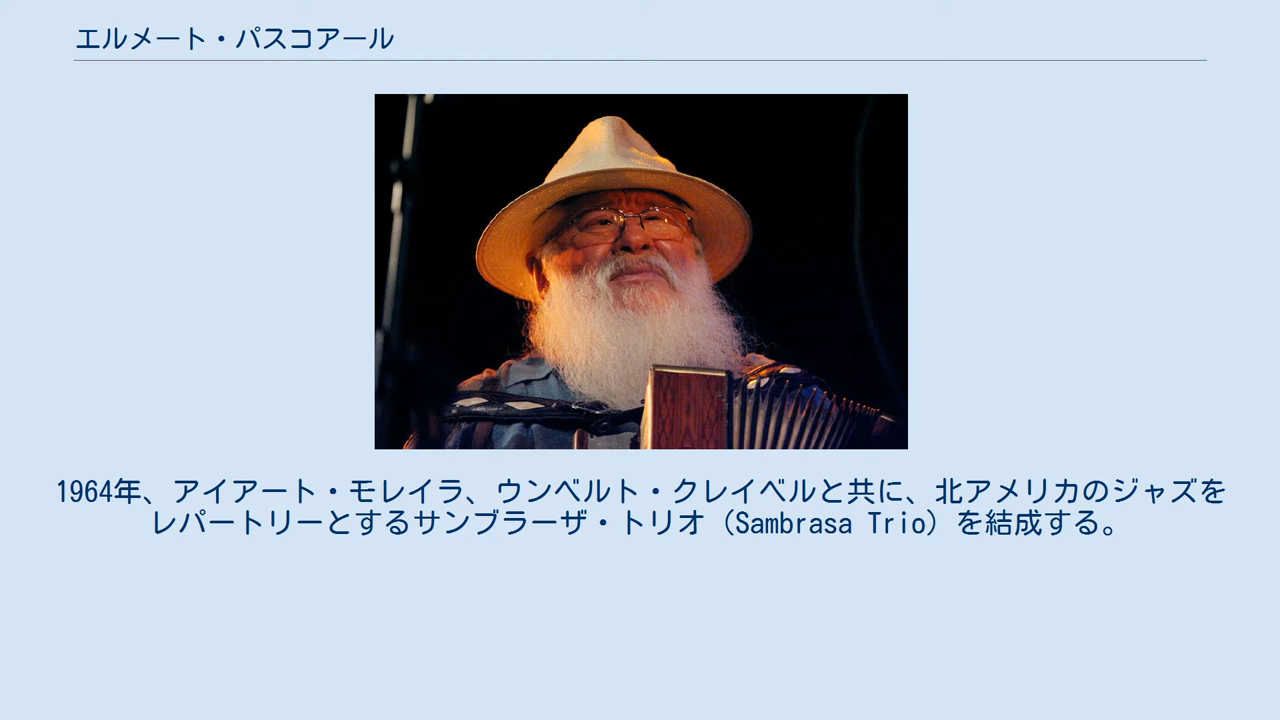 エルメート・パスコアール
1964年、アイアート・モレイラ、ウンベルト・クレイベルと共に、北アメリカのジャズを
レパートリーとするサンブラーザ・トリオ（Sambrasa Trio）を結成する。